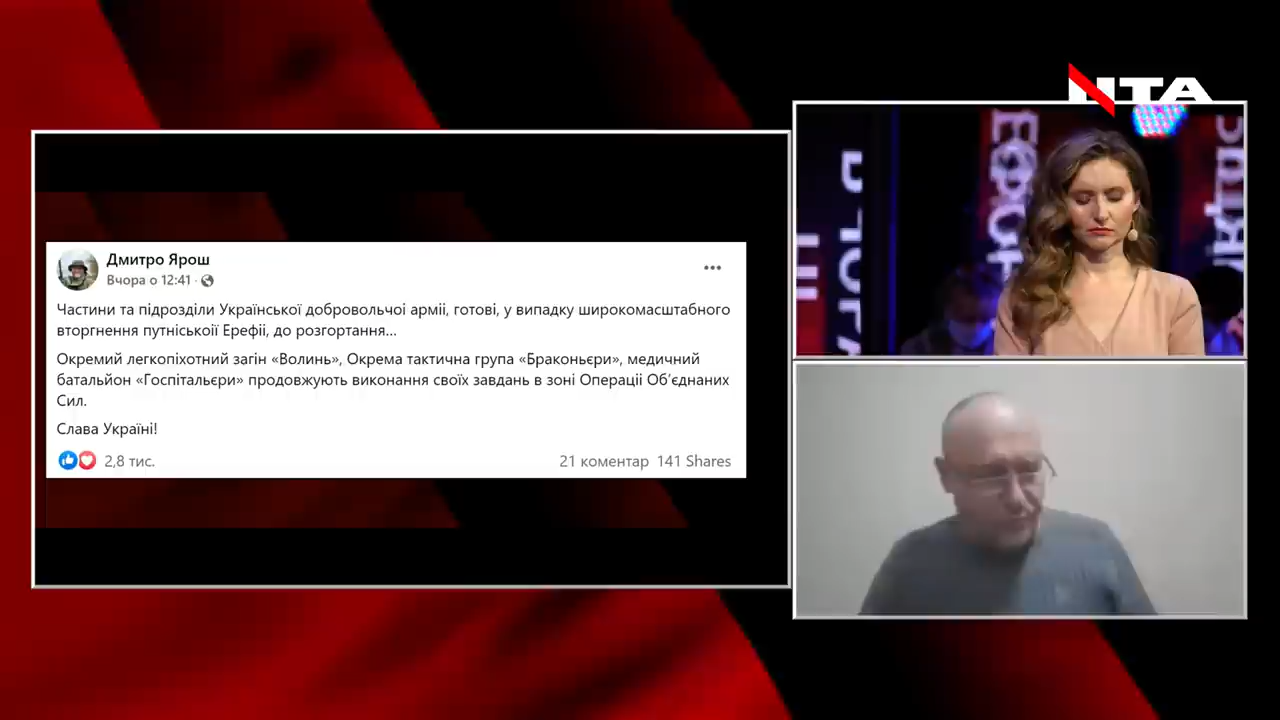 НТА
Дмитро Ярош
Вчора о 12:41 ·
Частини та підрозділи Української добровольчої армії, готові, у випадку широкомасштабного
вторгнення путніської Ерефії, до розгортання...
Окремий легкопіхотний загін «Волинь», Окрема тактична група «Браконьєри», медичний
батальйон «Госпітальєри» продовжують виконання своїх завдань в зоні Операції Об’єднаних
Сил.
Слава Україні!
2,8 тис.
21 коментар 141 Shares